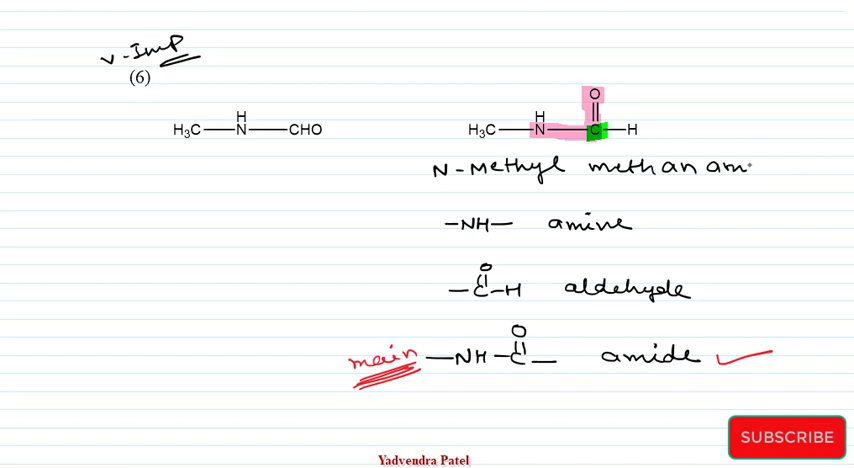 v. Imp
(6)
H
H₃C—N—CHO
O
H
H₃C—N—C—H
N-Methyl methanam
—NH— amine
O
—C—H aldehyde
O
main —NH—C— amide
SUBSCRIBE
Yadvendra Patel